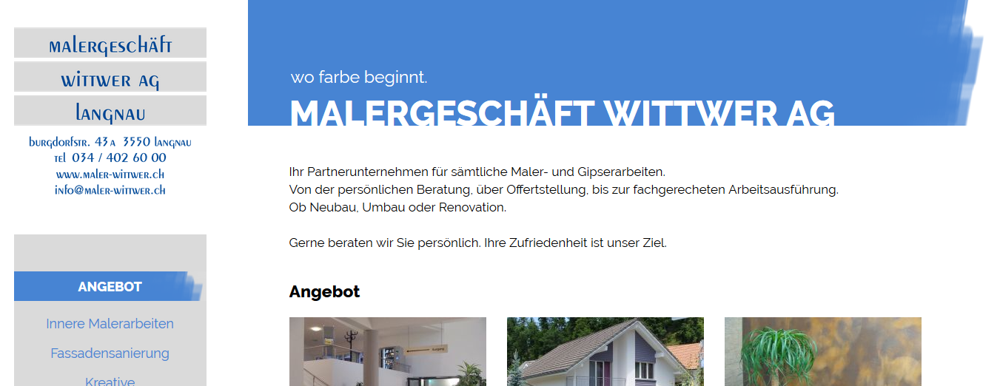 malergeschäft
wittwer ag
langnau
burgdorfstr. 43a 3550 langnau
tel 034 / 402 60 00
www.maler-wittwer.ch
info@maler-wittwer.ch
ANGEBOT
Innere Malerarbeiten
Fassadensanierung
Kreative
wo farbe beginnt.
MALERGESCHÄFT WITTWER AG
Ihr Partnerunternehmen für sämtliche Maler- und Gipserarbeiten.
Von der persönlichen Beratung, über Offertstellung, bis zur fachgerecheten Arbeitsausführung.
Ob Neubau, Umbau oder Renovation.
Gerne beraten wir Sie persönlich. Ihre Zufriedenheit ist unser Ziel.
Angebot